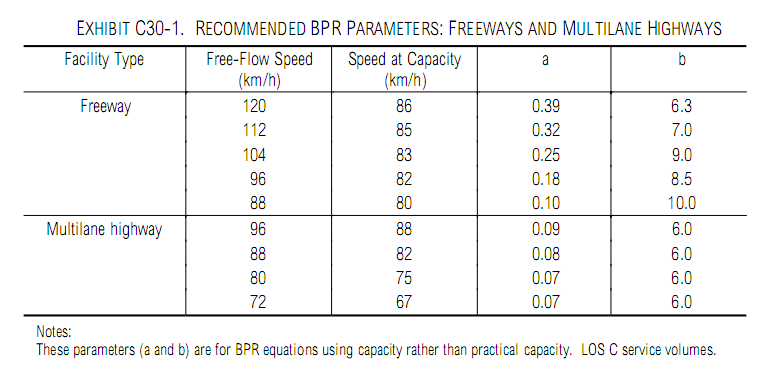 EXHIBIT C30-1. RECOMMENDED BPR PARAMETERS: FREEWAYS AND MULTILANE HIGHWAYS
Facility Type Free-Flow Speed (km/h) Speed at Capacity (km/h) a b
Freeway 120 86 0.39 6.3
112 85 0.32 7.0
104 83 0.25 9.0
96 82 0.18 8.5
88 80 0.10 10.0
Multilane highway 96 88 0.09 6.0
88 82 0.08 6.0
80 75 0.07 6.0
72 67 0.07 6.0
Notes:
These parameters (a and b) are for BPR equations using capacity rather than practical capacity. LOS C service volumes.